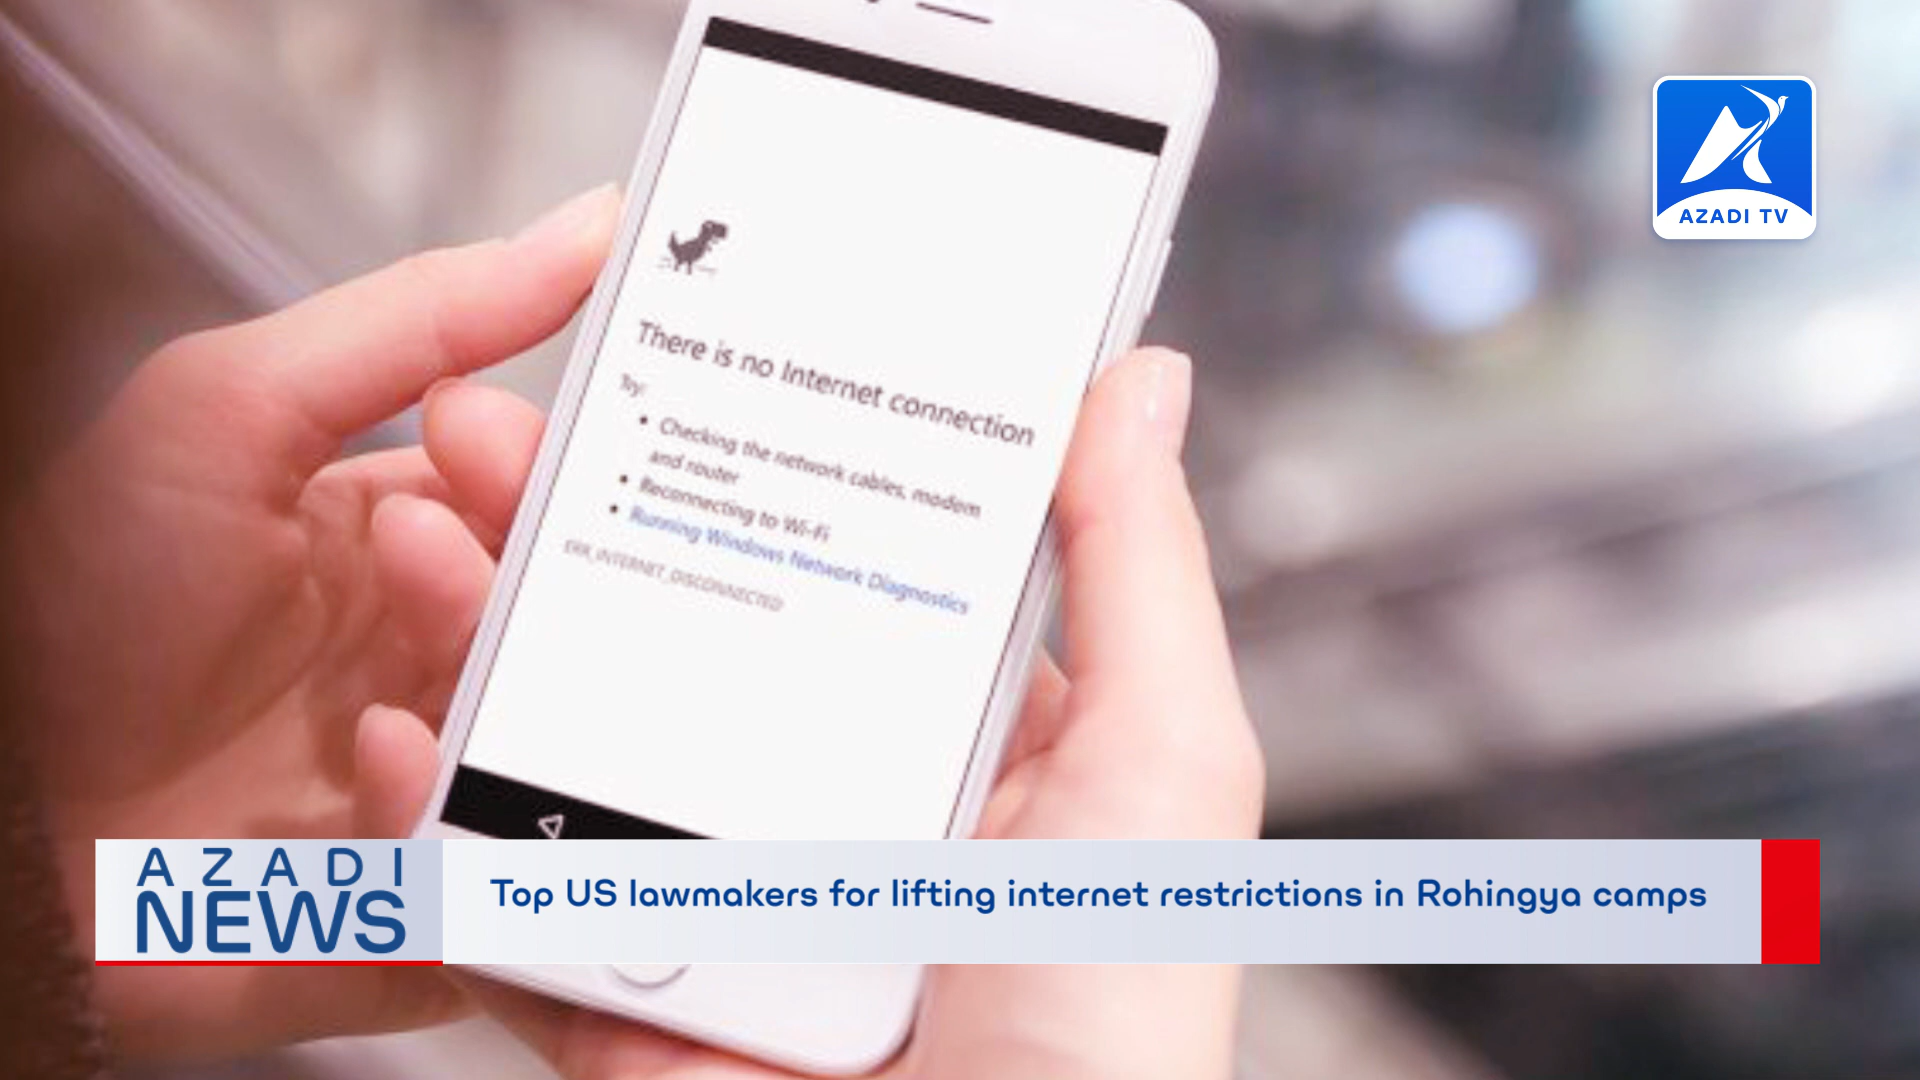 AZADI TV
There is no Internet connection
Try:
Checking the network cables, modem
and router
Reconnecting to Wi-Fi
Running Windows Network Diagnostics
ERR_INTERNET_DISCONNECTED
AZADI
NEWS
Top US lawmakers for lifting internet restrictions in Rohingya camps